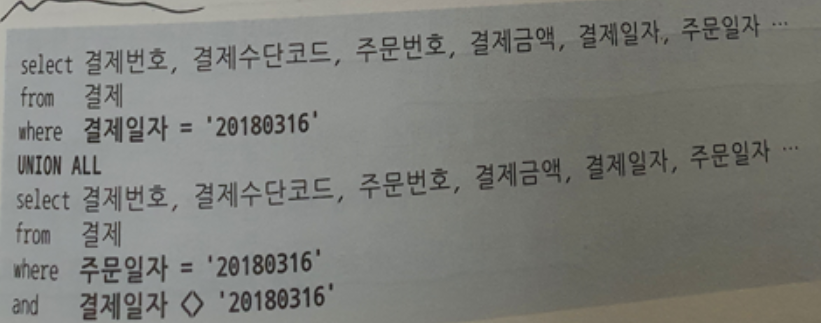 select 결제번호, 결제수단코드, 주문번호, 결제금액, 결제일자, 주문일자 …
from 결제
where 결제일자 = '20180316'
UNION ALL
select 결제번호, 결제수단코드, 주문번호, 결제금액, 결제일자, 주문일자 …
from 결제
where 주문일자 = '20180316'
and 결제일자 <> '20180316'